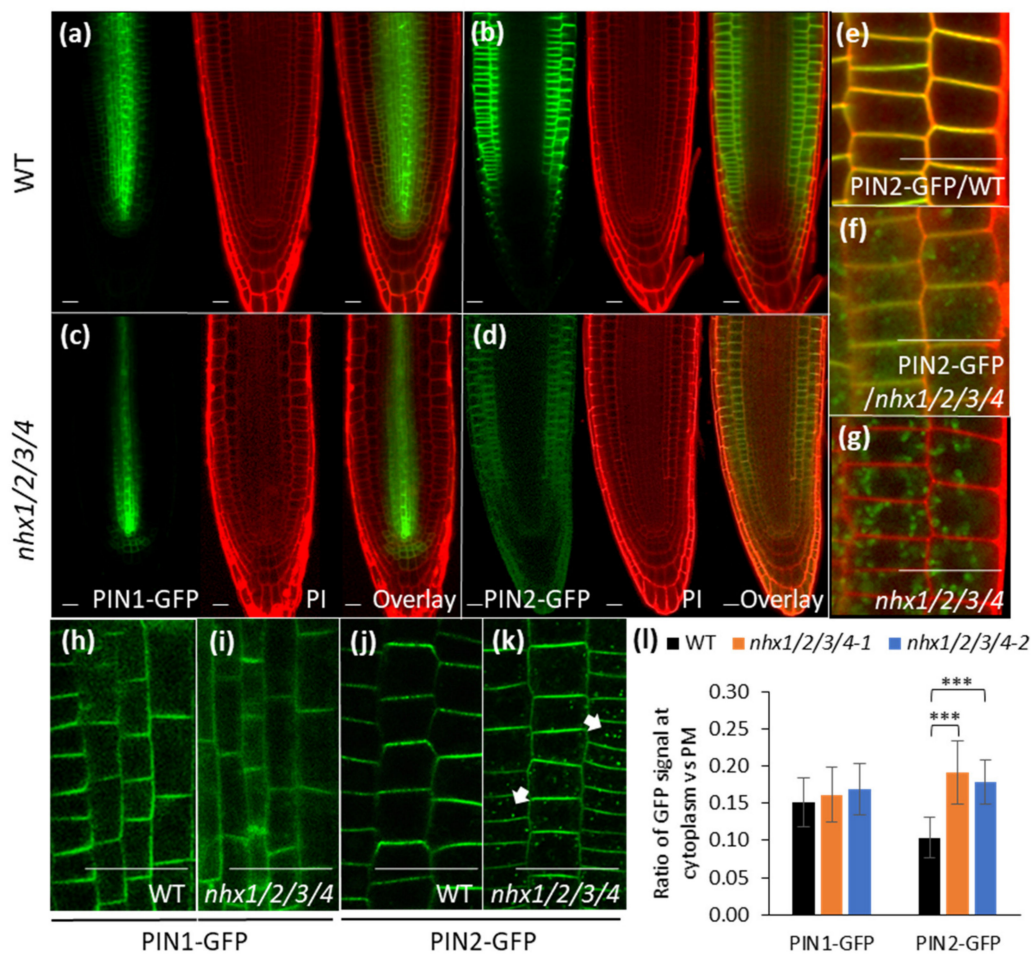 (a)
(b)
(e)
WT
PIN2-GFP/WT
(f)
PIN2-GFP
/nhx1/2/3/4
(c)
(d)
(g)
nhx1/2/3/4
PIN1-GFP
PI
Overlay
PIN2-GFP
PI
Overlay
nhx1/2/3/4
(h)
(i)
(j)
(k)
WT
nhx1/2/3/4
WT
nhx1/2/3/4
PIN1-GFP
PIN2-GFP
(l)
WT
nhx1/2/3/4-1
nhx1/2/3/4-2
Ratio of GFP signal at
cytoplasm vs PM
0.30
0.25
0.20
0.15
0.10
0.05
0.00
***
***
PIN1-GFP
PIN2-GFP